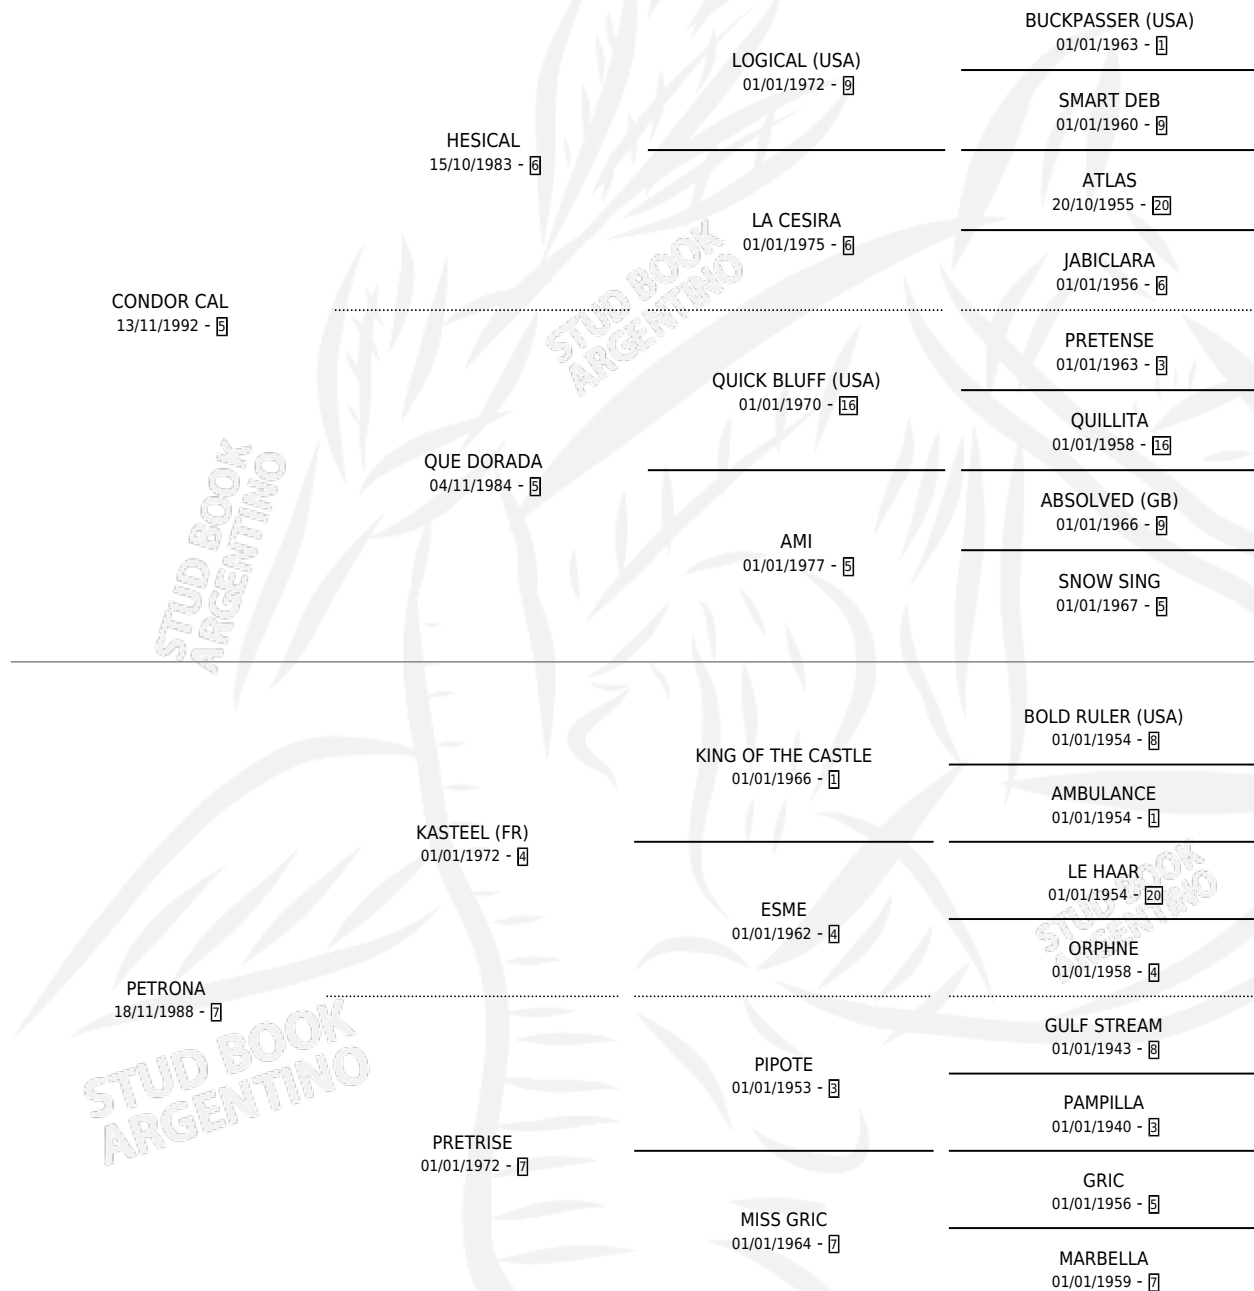 BUCKPASSER (USA)
01/01/1963 - 1
LOGICAL (USA)
01/01/1972 - 9
SMART DEB
01/01/1960 - 9
HESICAL
15/10/1983 - 6
ATLAS
20/10/1955 - 20
LA CESIRA
01/01/1975 - 6
JABICLARA
01/01/1956 - 6
CONDOR CAL
13/11/1992 - 5
PRETENSE
01/01/1963 - 3
QUICK BLUFF (USA)
01/01/1970 - 16
QUILLITA
01/01/1958 - 16
QUE DORADA
04/11/1984 - 5
ABSOLVED (GB)
01/01/1966 - 9
AMI
01/01/1977 - 5
SNOW SING
01/01/1967 - 5
BOLD RULER (USA)
01/01/1954 - 8
KING OF THE CASTLE
01/01/1966 - 1
AMBULANCE
01/01/1954 - 1
KASTEEL (FR)
01/01/1972 - 4
LE HAAR
01/01/1954 - 20
ESME
01/01/1962 - 4
ORPHNE
01/01/1958 - 4
PETRONA
18/11/1988 - 7
GULF STREAM
01/01/1943 - 8
PIPOTE
01/01/1953 - 3
PAMPILLA
01/01/1940 - 3
PRETRISE
01/01/1972 - 7
GRIC
01/01/1956 - 5
MISS GRIC
01/01/1964 - 7
MARBELLA
01/01/1959 - 7
STUD BOOK
ARGENTINO
STUD BOOK
ARGENTINO
STUD BOOK
ARGENTINO
STUD BOOK
ARGENTINO